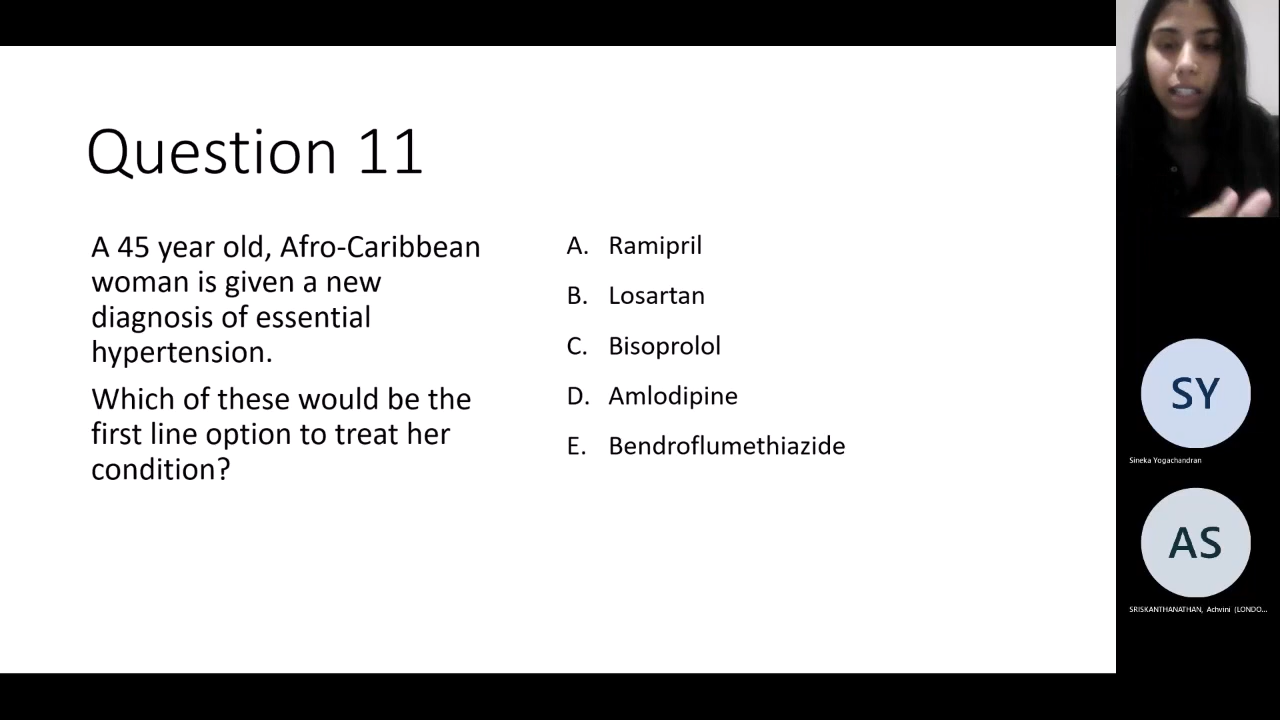 Question 11
A 45 year old, Afro-Caribbean
woman is given a new
diagnosis of essential
hypertension.
Which of these would be the
first line option to treat her
condition?
A. Ramipril
B. Losartan
C. Bisoprolol
D. Amlodipine
E. Bendroflumethiazide
SY
Sineka Yogachandran
AS
SRISKANTHANATHAN, Achvini (LONDO...